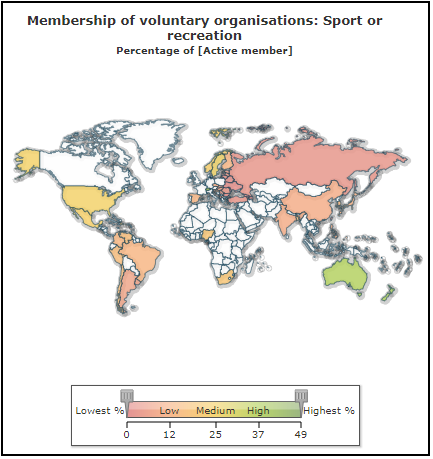 Membership of voluntary organisations: Sport or
recreation
Percentage of [Active member]
Lowest % Low Medium High Highest %
0 12 25 37 49